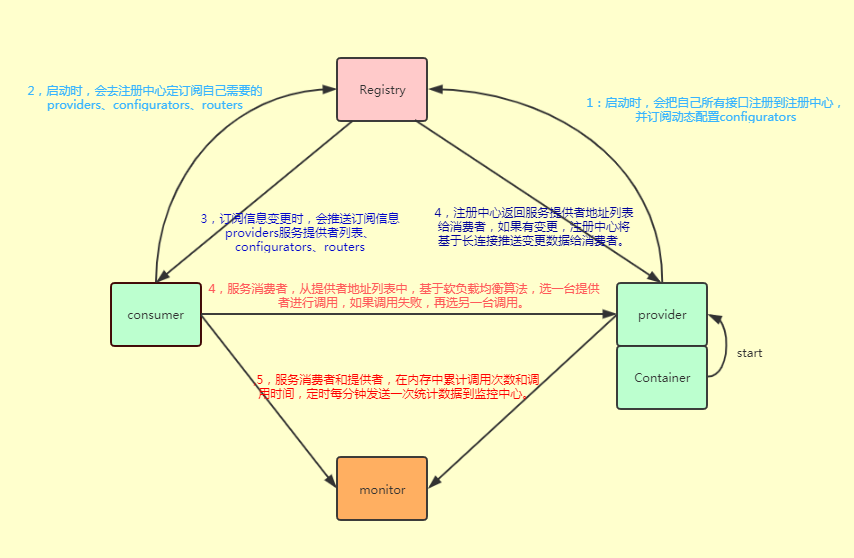 Registry
2，启动时，会去注册中心定订阅自己需要的
providers、configurators、routers
1：启动时，会把自己所有接口注册到注册中心，
并订阅动态配置configurators
3，订阅信息变更时，会推送订阅信息
providers服务提供者列表、
configurators、routers
4，注册中心返回服务提供者地址列表
给消费者，如果有变更，注册中心将
基于长连接推送变更数据给消费者。
consumer
4，服务消费者，从提供者地址列表中，基于软负载均衡算法，选一台提供
者进行调用，如果调用失败，再选另一台调用。
provider
start
Container
5，服务消费者和提供者，在内存中累计调用次数和调
用时间，定时每分钟发送一次统计数据到监控中心。
monitor